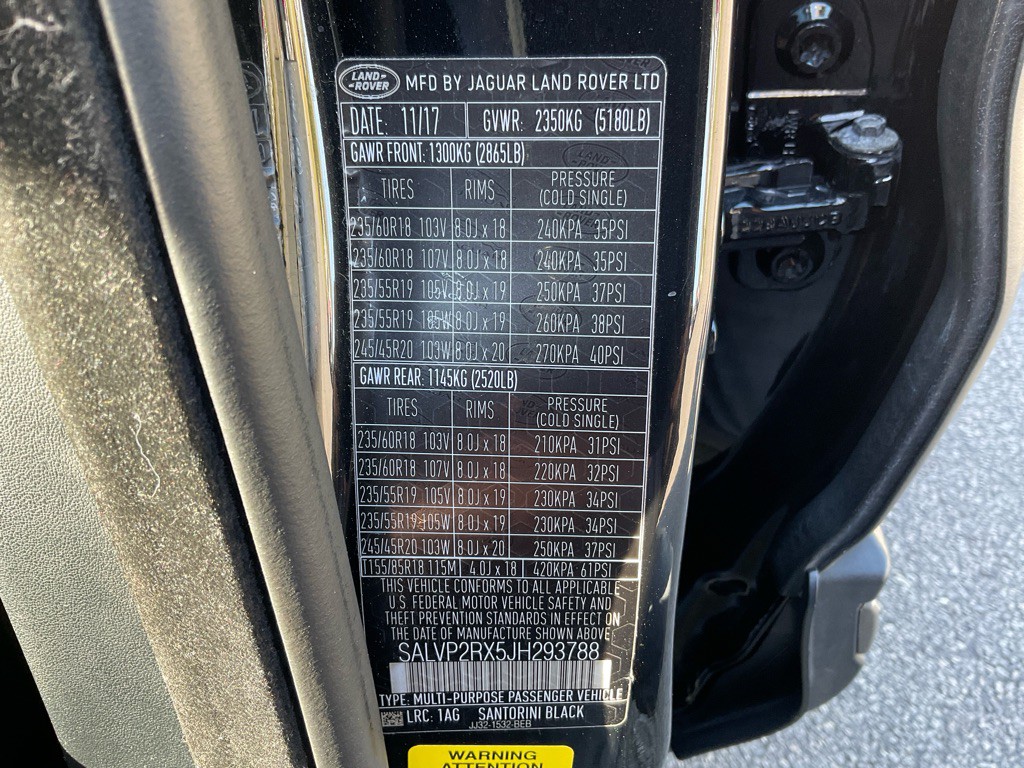 LAND ROVER MFD BY JAGUAR LAND ROVER LTD
DATE: 11/17 GVWR: 2350KG (5180LB)
GAWR FRONT: 1300KG (2865LB)
TIRES RIMS PRESSURE (COLD SINGLE)
235/60R18 103V 8.0J x 18 240KPA 35PSI
235/60R18 107V 8.0J x 18 240KPA 35PSI
235/55R19 105V 8.0J x 19 250KPA 37PSI
235/55R19 105W 8.0J x 19 260KPA 38PSI
245/45R20 103W 8.0J x 20 270KPA 40PSI
GAWR REAR: 1145KG (2520LB)
TIRES RIMS PRESSURE (COLD SINGLE)
235/60R18 103V 8.0J x 18 210KPA 31PSI
235/60R18 107V 8.0J x 18 220KPA 32PSI
235/55R19 105V 8.0J x 19 230KPA 34PSI
235/55R19 105W 8.0J x 19 230KPA 34PSI
245/45R20 103W 8.0J x 20 250KPA 37PSI
T155/85R18 115M 4.0J x 18 420KPA 61PSI
THIS VEHICLE CONFORMS TO ALL APPLICABLE
U.S. FEDERAL MOTOR VEHICLE SAFETY AND
THEFT PREVENTION STANDARDS IN EFFECT ON
THE DATE OF MANUFACTURE SHOWN ABOVE
SALVP2RX5JH293788
TYPE: MULTI-PURPOSE PASSENGER VEHICLE
LRC: 1AG SANTORINI BLACK
JJ32-1532-BEB
WARNING
ATTENTION